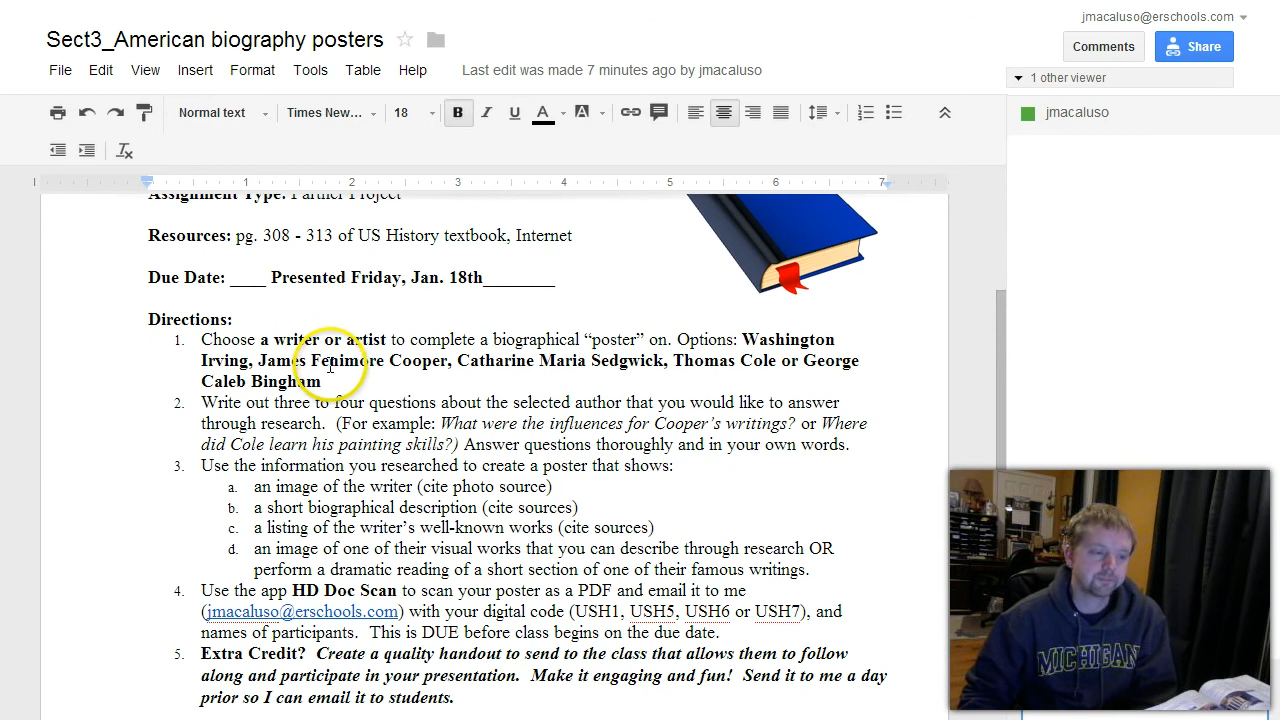 jmacaluso@erschools.com
Sect3_American biography posters
Comments
Share
File Edit View Insert Format Tools Table Help Last edit was made 7 minutes ago by jmacaluso
1 other viewer
Normal text Times New... 18 B I U A A
jmacaluso
1 2 3 4 5 6 7
Assignment Type: Partner Project
Resources: pg. 308 - 313 of US History textbook, Internet
Due Date: ____ Presented Friday, Jan. 18th________
Directions:
1. Choose a writer or artist to complete a biographical “poster” on. Options: Washington
Irving, James Fenimore Cooper, Catharine Maria Sedgwick, Thomas Cole or George
Caleb Bingham
2. Write out three to four questions about the selected author that you would like to answer
through research. (For example: What were the influences for Cooper’s writings? or Where
did Cole learn his painting skills?) Answer questions thoroughly and in your own words.
3. Use the information you researched to create a poster that shows:
a. an image of the writer (cite photo source)
b. a short biographical description (cite sources)
c. a listing of the writer’s well-known works (cite sources)
d. an image of one of their visual works that you can describe through research OR
perform a dramatic reading of a short section of one of their famous writings.
4. Use the app HD Doc Scan to scan your poster as a PDF and email it to me
(jmacaluso@erschools.com) with your digital code (USH1, USH5, USH6 or USH7), and
names of participants. This is DUE before class begins on the due date.
5. Extra Credit? Create a quality handout to send to the class that allows them to follow
along and participate in your presentation. Make it engaging and fun! Send it to me a day
prior so I can email it to students.
MICHIGAN